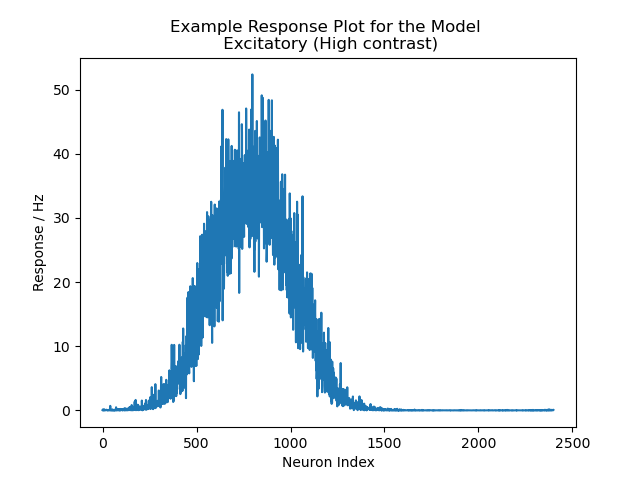 Example Response Plot for the Model
Excitatory (High contrast)
Response / Hz
50
40
30
20
10
0
0 500 1000 1500 2000 2500
Neuron Index